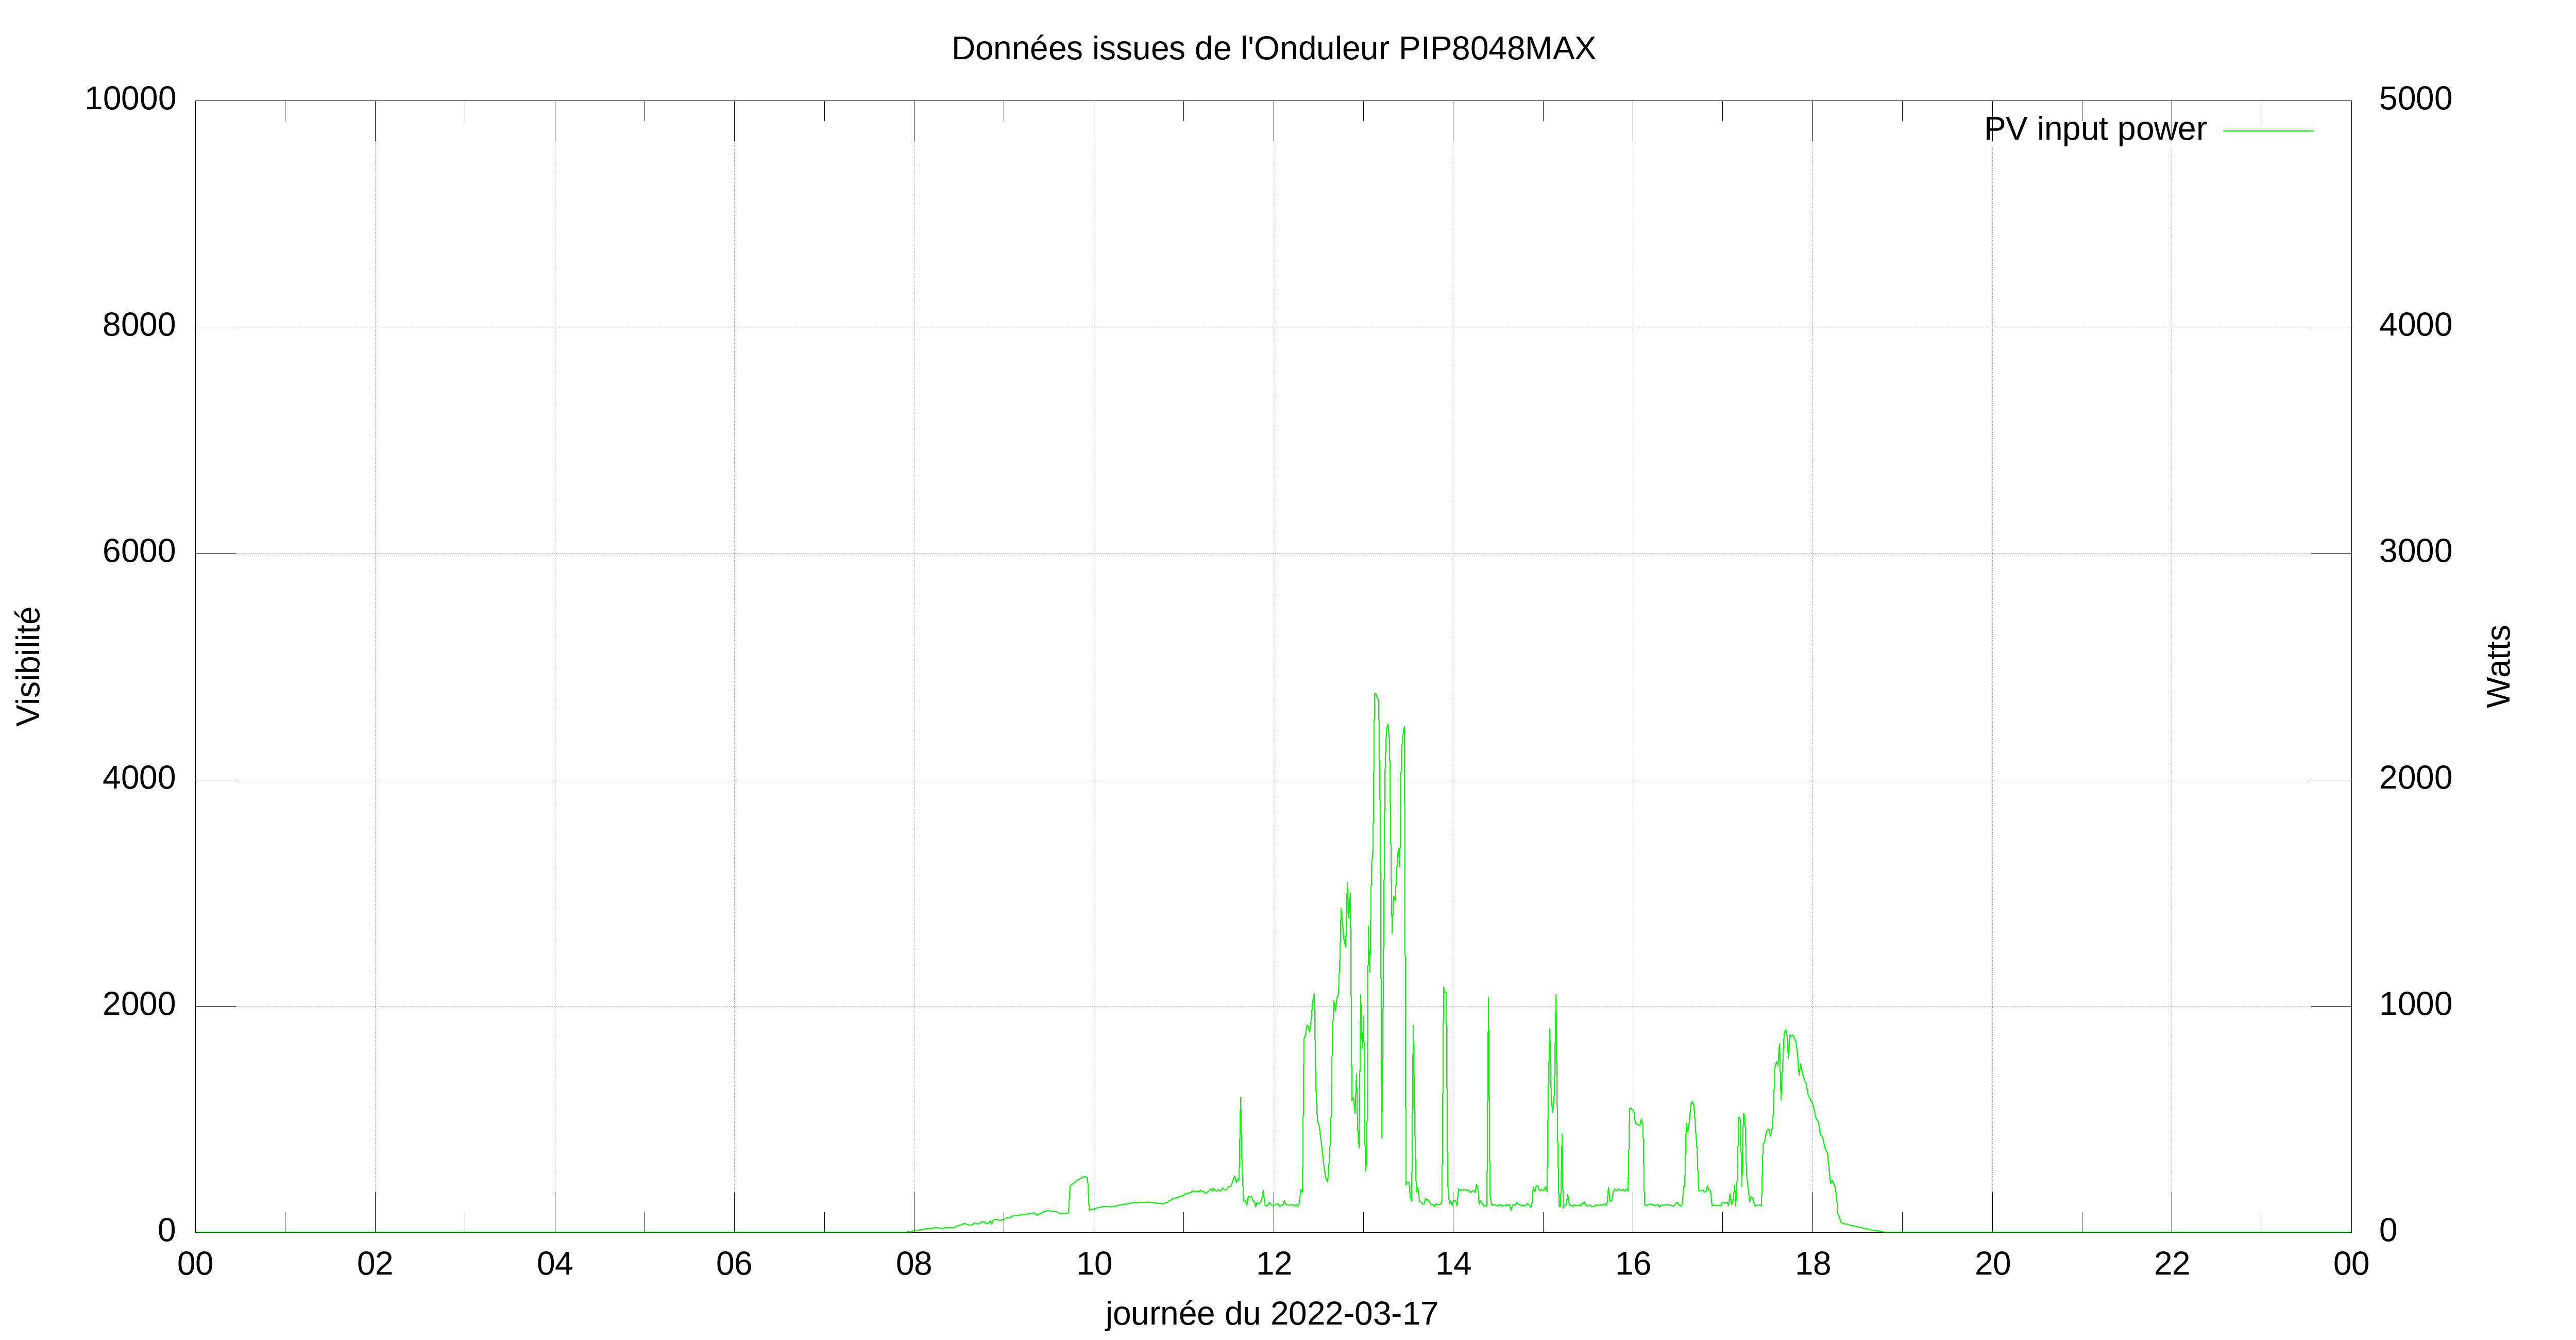 Données issues de l'Onduleur PIP8048MAX
10000
8000
6000
4000
2000
0
Visibilité
5000
4000
3000
2000
1000
0
Watts
PV input power
00 02 04 06 08 10 12 14 16 18 20 22 00
journée du 2022-03-17